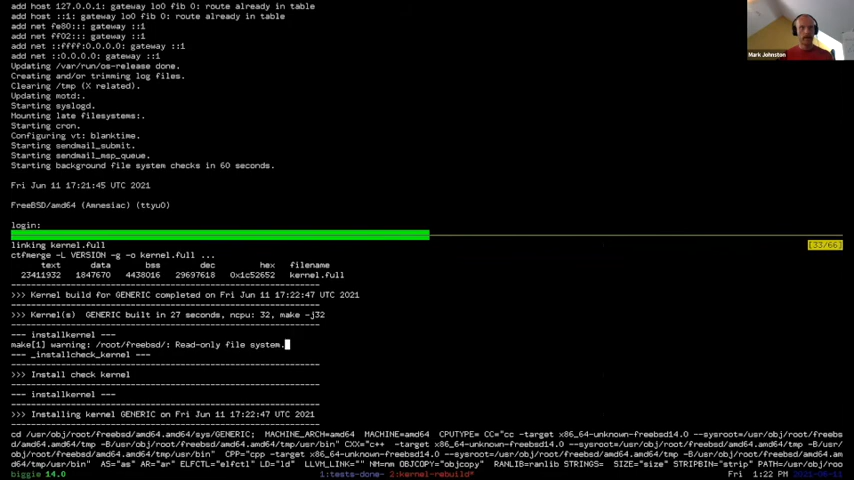 add host 127.0.0.1: gateway lo0 fib 0: route already in table
add host ::1: gateway lo0 fib 0: route already in table
add net fe80::: gateway ::1
add net ff02::: gateway ::1
add net ::ffff:0.0.0.0: gateway ::1
add net ::0.0.0.0: gateway ::1
Updating /var/run/os-release done.
Creating and/or trimming log files.
Clearing /tmp (X related).
Updating motd:.
Starting syslogd.
Mounting late filesystems:.
Starting cron.
Configuring vt: blanktime.
Starting sendmail_submit.
Starting sendmail_msp_queue.
Starting background file system checks in 60 seconds.
Fri Jun 11 17:21:45 UTC 2021
FreeBSD/amd64 (Amnesiac) (ttyu0)
login:
Mark Johnston
linking kernel.full
[33/66]
ctfmerge -L VERSION -g -o kernel.full ...
text data bss dec hex filename
23411932 1847670 4438016 29697618 0x1c52652 kernel.full
--------------------------------------------------------------
>>> Kernel build for GENERIC completed on Fri Jun 11 17:22:47 UTC 2021
--------------------------------------------------------------
>>> Kernel(s)  GENERIC built in 27 seconds, ncpu: 32, make -j32
--------------------------------------------------------------
--- installkernel ---
make[1] warning: /root/freebsd/: Read-only file system.
--- _installcheck_kernel ---
--------------------------------------------------------------
>>> Install check kernel
--------------------------------------------------------------
--- installkernel ---
--------------------------------------------------------------
>>> Installing kernel GENERIC on Fri Jun 11 17:22:47 UTC 2021
--------------------------------------------------------------
cd /usr/obj/root/freebsd/amd64.amd64/sys/GENERIC;  MACHINE_ARCH=amd64  MACHINE=amd64  CPUTYPE= CC="cc -target x86_64-unknown-freebsd14.0 --sysroot=/usr/obj/root/freebs
d/amd64.amd64/tmp -B/usr/obj/root/freebsd/amd64.amd64/tmp/usr/bin" CXX="c++  -target x86_64-unknown-freebsd14.0 --sysroot=/usr/obj/root/freebsd/amd64.amd64/tmp -B/usr/
obj/root/freebsd/amd64.amd64/tmp/usr/bin"  CPP="cpp -target x86_64-unknown-freebsd14.0 --sysroot=/usr/obj/root/freebsd/amd64.amd64/tmp -B/usr/obj/root/freebsd/amd64.am
d64/tmp/usr/bin"  AS="as" AR="ar" ELFCTL="elfctl" LD="ld"  LLVM_LINK="" NM=nm OBJCOPY="objcopy"  RANLIB=ranlib STRINGS=  SIZE="size" STRIPBIN="strip" PATH=/usr/obj/roo
biggie 14.0 1:tests-done- 2:kernel-rebuild* Fri, 1:22 PM 2021-06-11